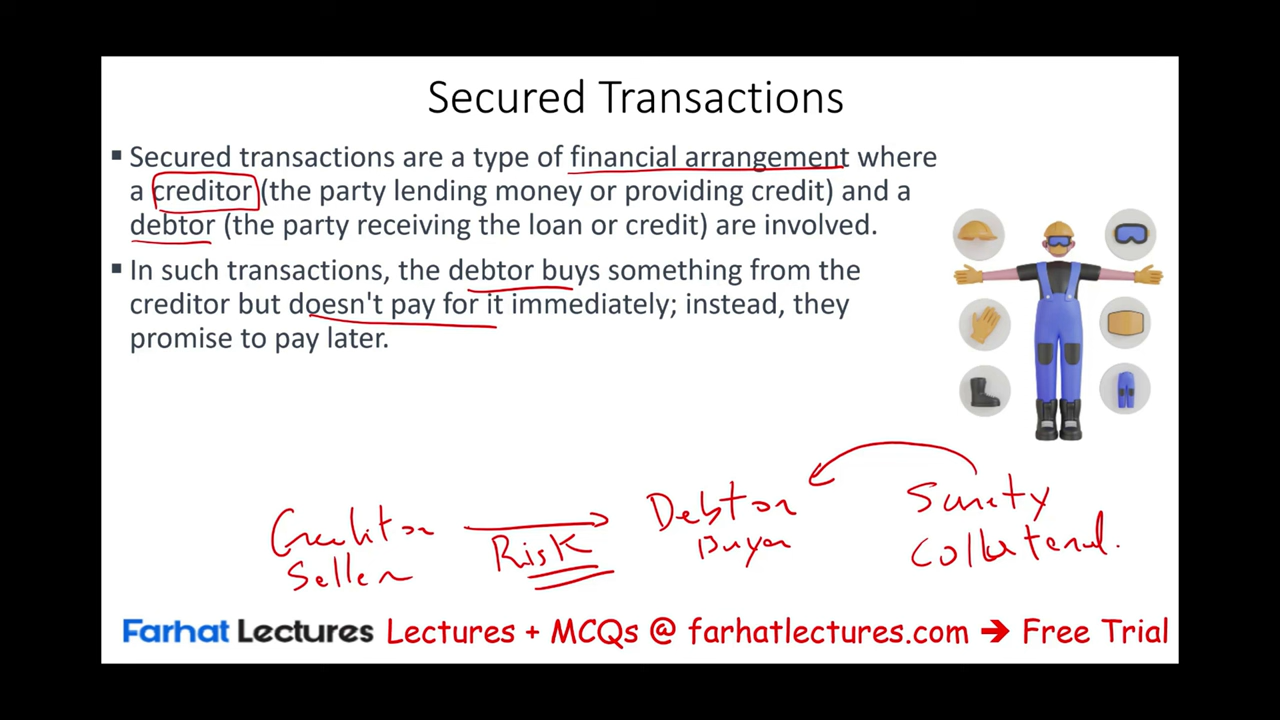 Secured Transactions
▪ Secured transactions are a type of financial arrangement where
a creditor (the party lending money or providing credit) and a
debtor (the party receiving the loan or credit) are involved.
▪ In such transactions, the debtor buys something from the
creditor but doesn't pay for it immediately; instead, they
promise to pay later.
Creditor Debtor Surety
Seller Risk Buyer Collateral.
Farhat Lectures Lectures + MCQs @ farhatlectures.com ➔ Free Trial